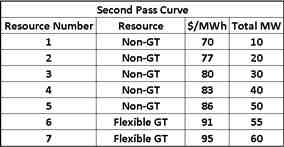 Second Pass Curve
Resource Number Resource $/MWh Total MW
1 Non-GT 70 10
2 Non-GT 77 20
3 Non-GT 80 30
4 Non-GT 83 40
5 Non-GT 86 50
6 Flexible GT 91 55
7 Flexible GT 95 60